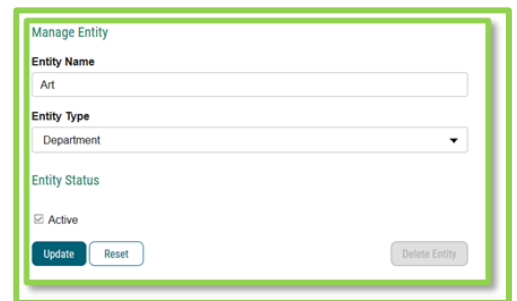 Manage Entity
Entity Name
Art
Entity Type
Department
Entity Status
Active
Update Reset Delete Entity